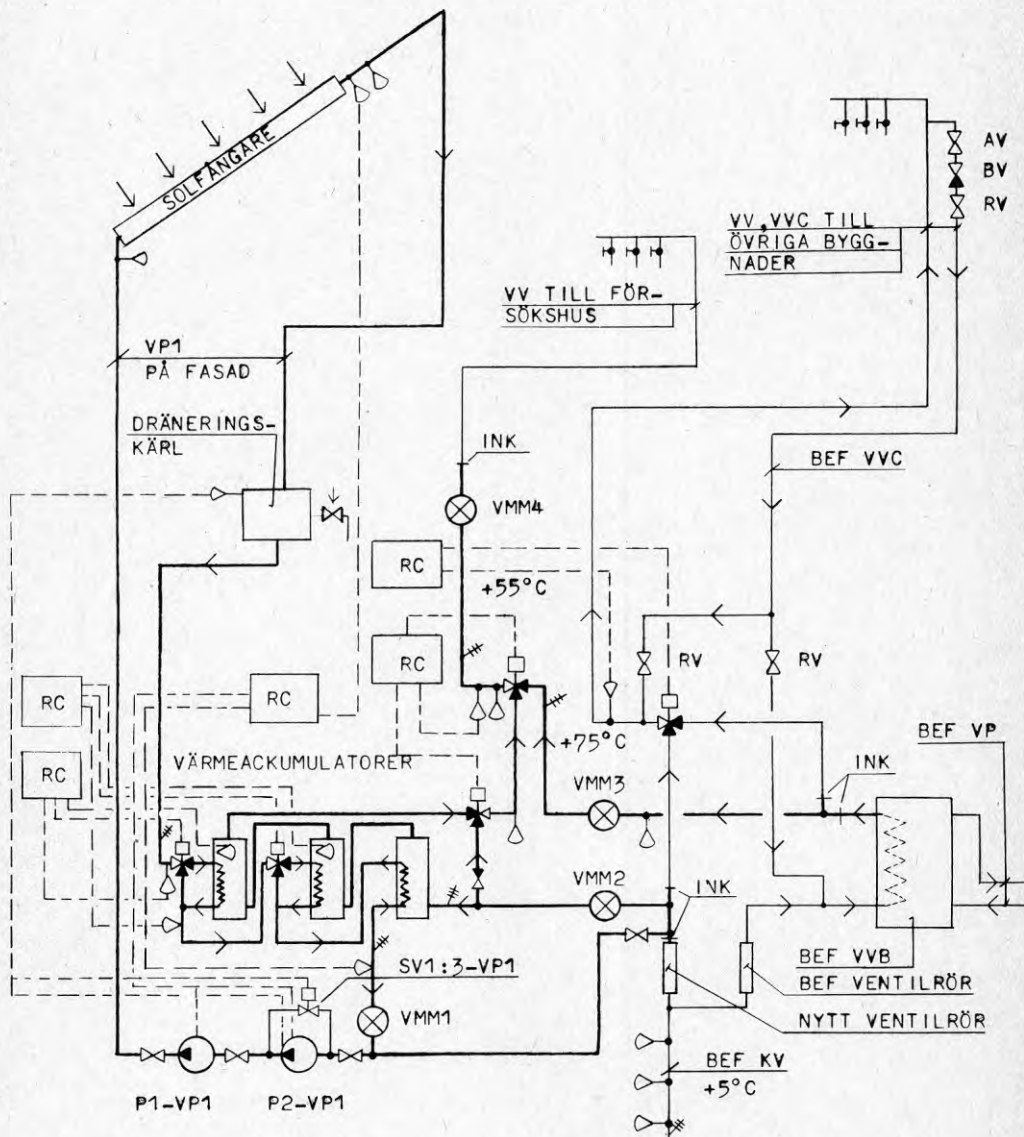 SOLFÅNGARE
AV
BV
RV
VV,VVC TILL
ÖVRIGA BYGG-
NADER
VV TILL FÖR-
SÖKSHUS
VP1
PÅ FASAD
DRÄNERINGS-
KÄRL
INK
BEF VVC
VMM4
RC
+55°C
RC
RV
RV
RC
RC
+75°C
BEF VP
RC
VÄRMEACKUMULATORER
VMM3
INK
VMM2
INK
BEF VVB
SV1:3-VP1
BEF VENTILRÖR
VMM1
NYTT VENTILRÖR
BEF KV
+5°C
P1-VP1
P2-VP1